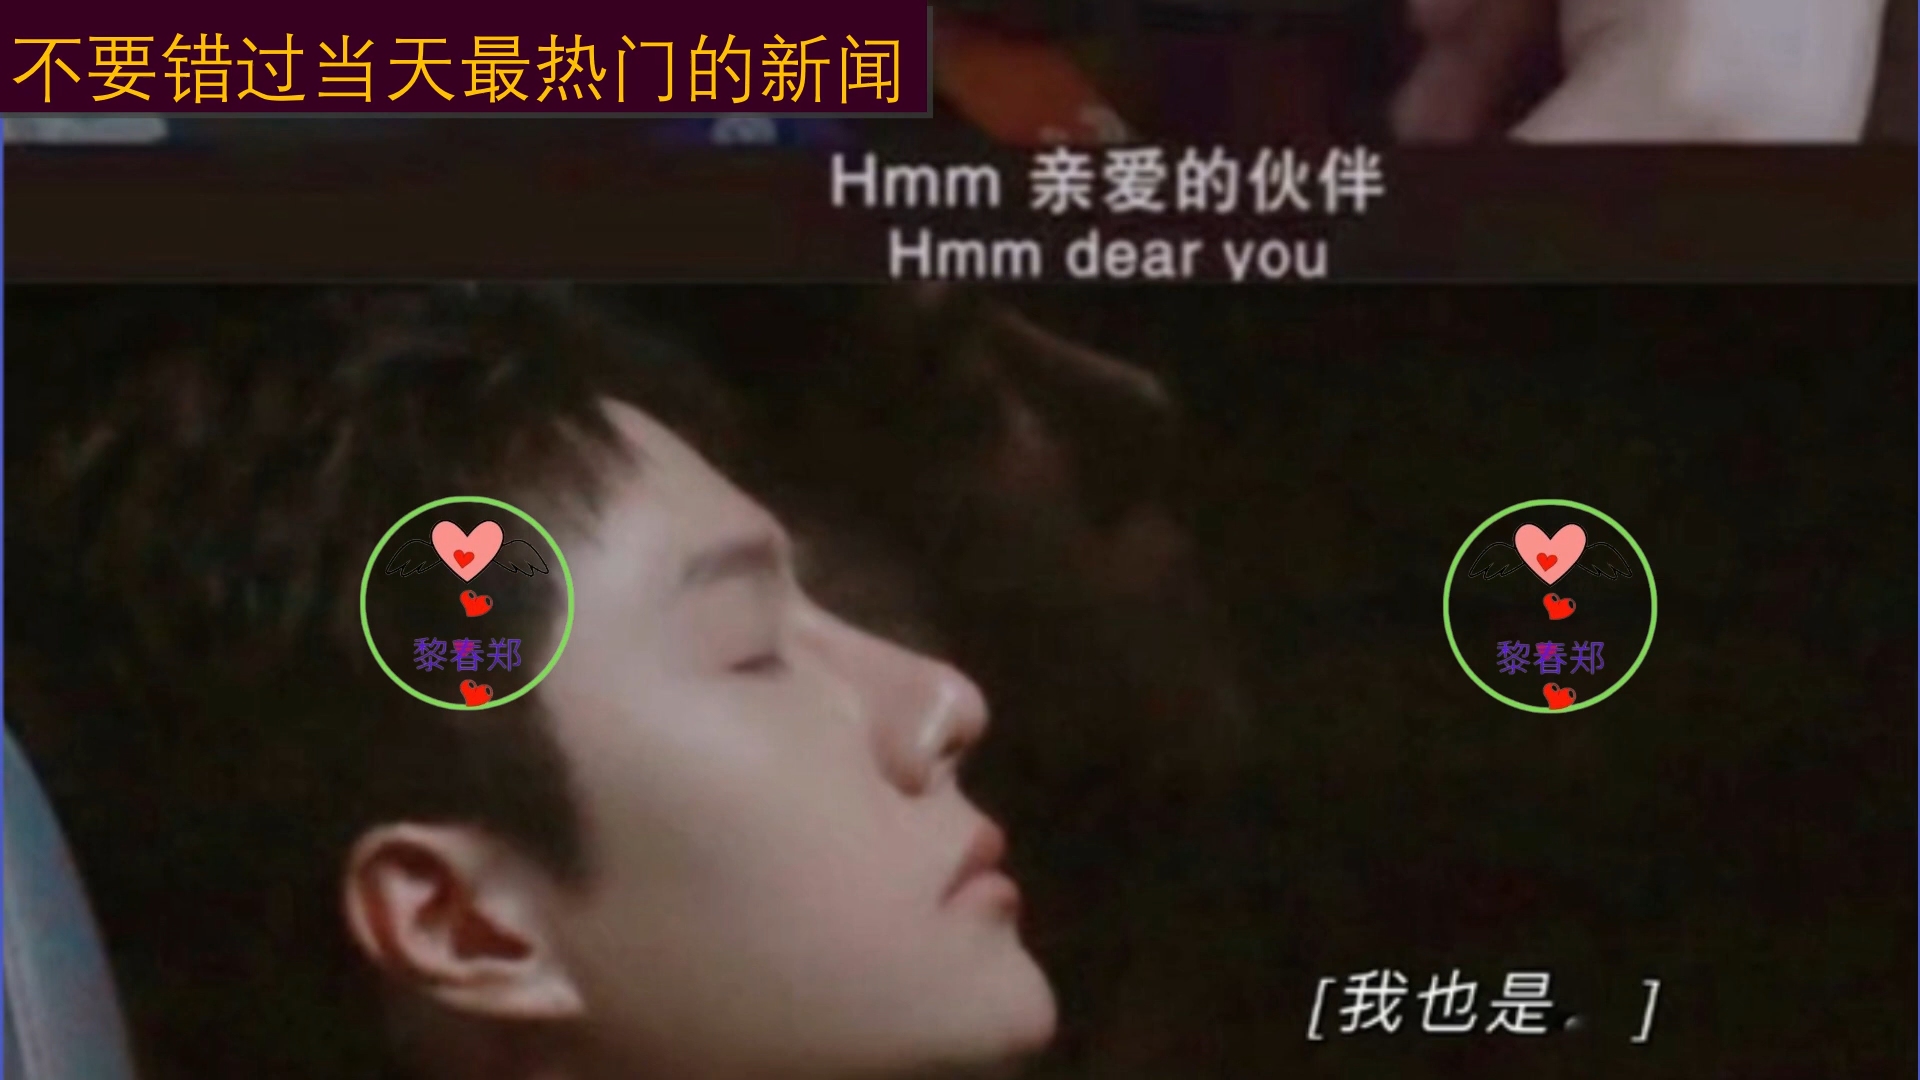 不要错过当天最热门的新闻
Hmm 亲爱的伙伴
Hmm dear you
黎春郑
黎春郑
[我也是. ]